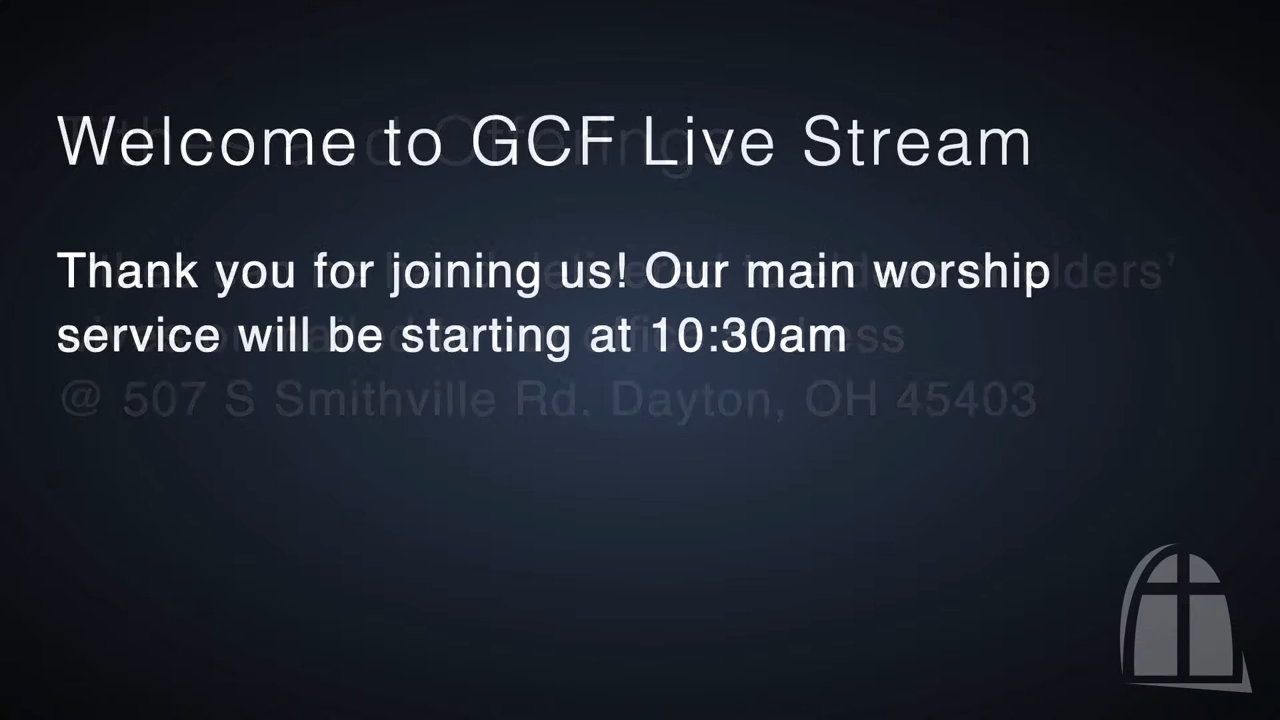 Welcome to GCF Live Stream
Thank you for joining us! Our main worship
service will be starting at 10:30am
@ 507 S Smithville Rd. Dayton, OH 45403